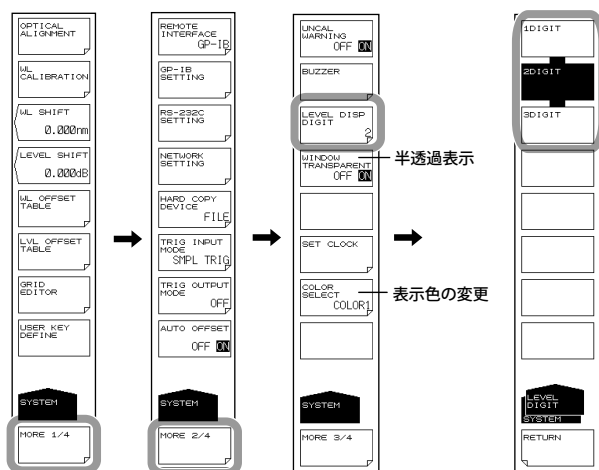 OPTICAL
ALIGNMENT
WL
CALIBRATION
WL SHIFT
0.000nm
LEVEL SHIFT
0.000dB
WL OFFSET
TABLE
LVL OFFSET
TABLE
GRID
EDITOR
USER KEY
DEFINE
SYSTEM
MORE 1/4
REMOTE
INTERFACE
GP-IB
GP-IB
SETTING
RS-232C
SETTING
NETWORK
SETTING
HARD COPY
DEVICE
FILE
TRIG INPUT
MODE
SMPL TRIG
TRIG OUTPUT
MODE
OFF
AUTO OFFSET
OFF ON
SYSTEM
MORE 2/4
UNCAL
WARNING
OFF ON
BUZZER
LEVEL DISP
DIGIT
2
WINDOW
TRANSPARENT
OFF ON
半透過表示
SET CLOCK
COLOR
SELECT
COLOR1
表示色の変更
SYSTEM
MORE 3/4
1DIGIT
2DIGIT
3DIGIT
LEVEL
DIGIT
SYSTEM
RETURN